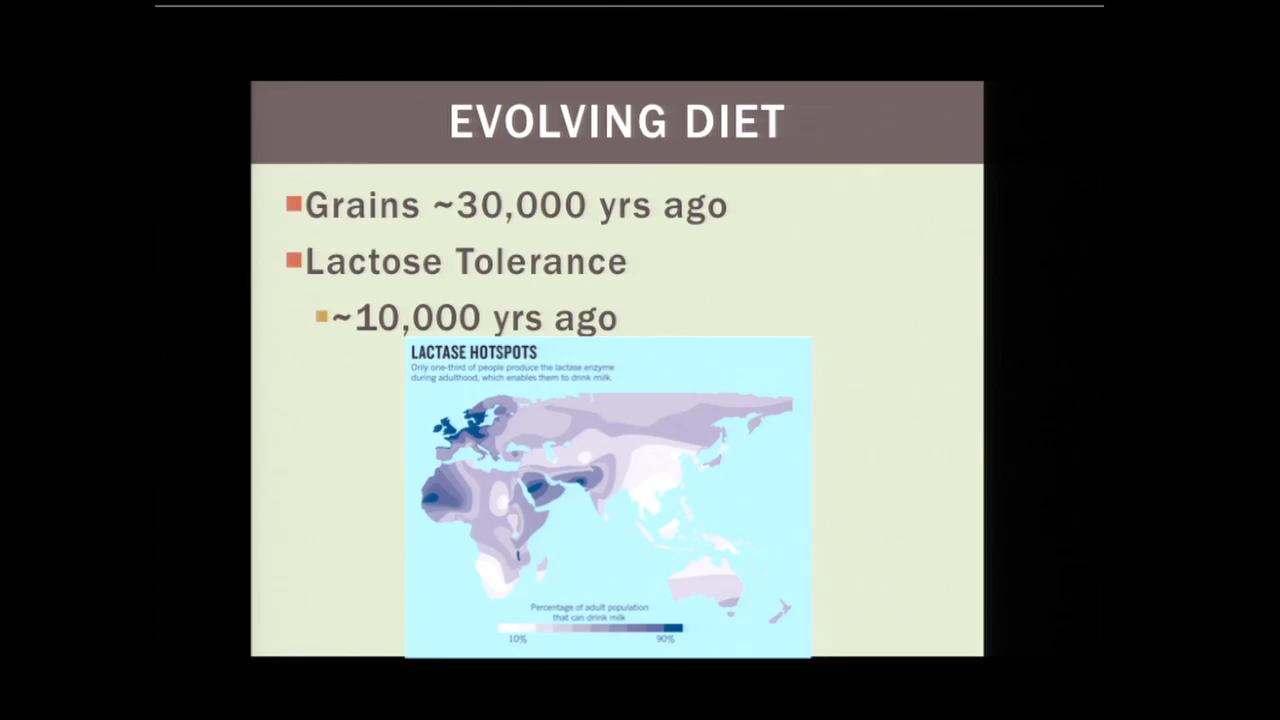 EVOLVING DIET
Grains ~30,000 yrs ago
Lactose Tolerance
~10,000 yrs ago
LACTASE HOTSPOTS
Only one-third of people produce the lactase enzyme
during adulthood, which enables them to drink milk.
Percentage of adult population
that can drink milk
10% 90%